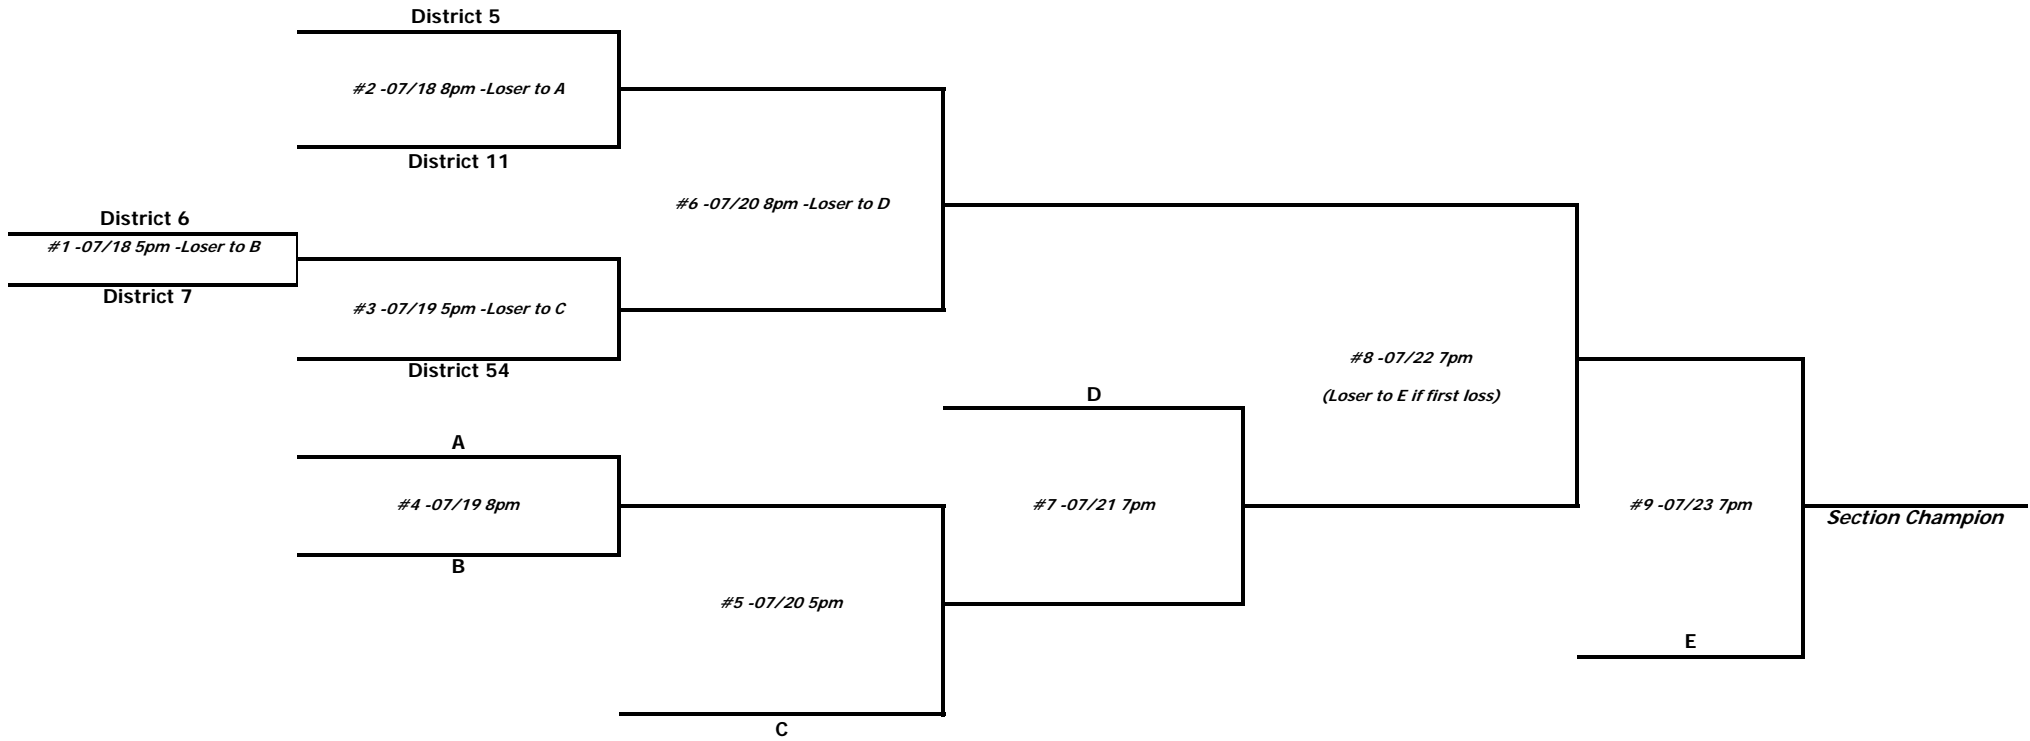 District 5
#2 -07/18 8pm -Loser to A
District 11
#6 -07/20 8pm -Loser to D
District 6
#1 -07/18 5pm -Loser to B
District 7
#3 -07/19 5pm -Loser to C
District 54
#8 -07/22 7pm
(Loser to E if first loss)
D
A
#4 -07/19 8pm
#7 -07/21 7pm
#9 -07/23 7pm
Section Champion
B
#5 -07/20 5pm
E
C